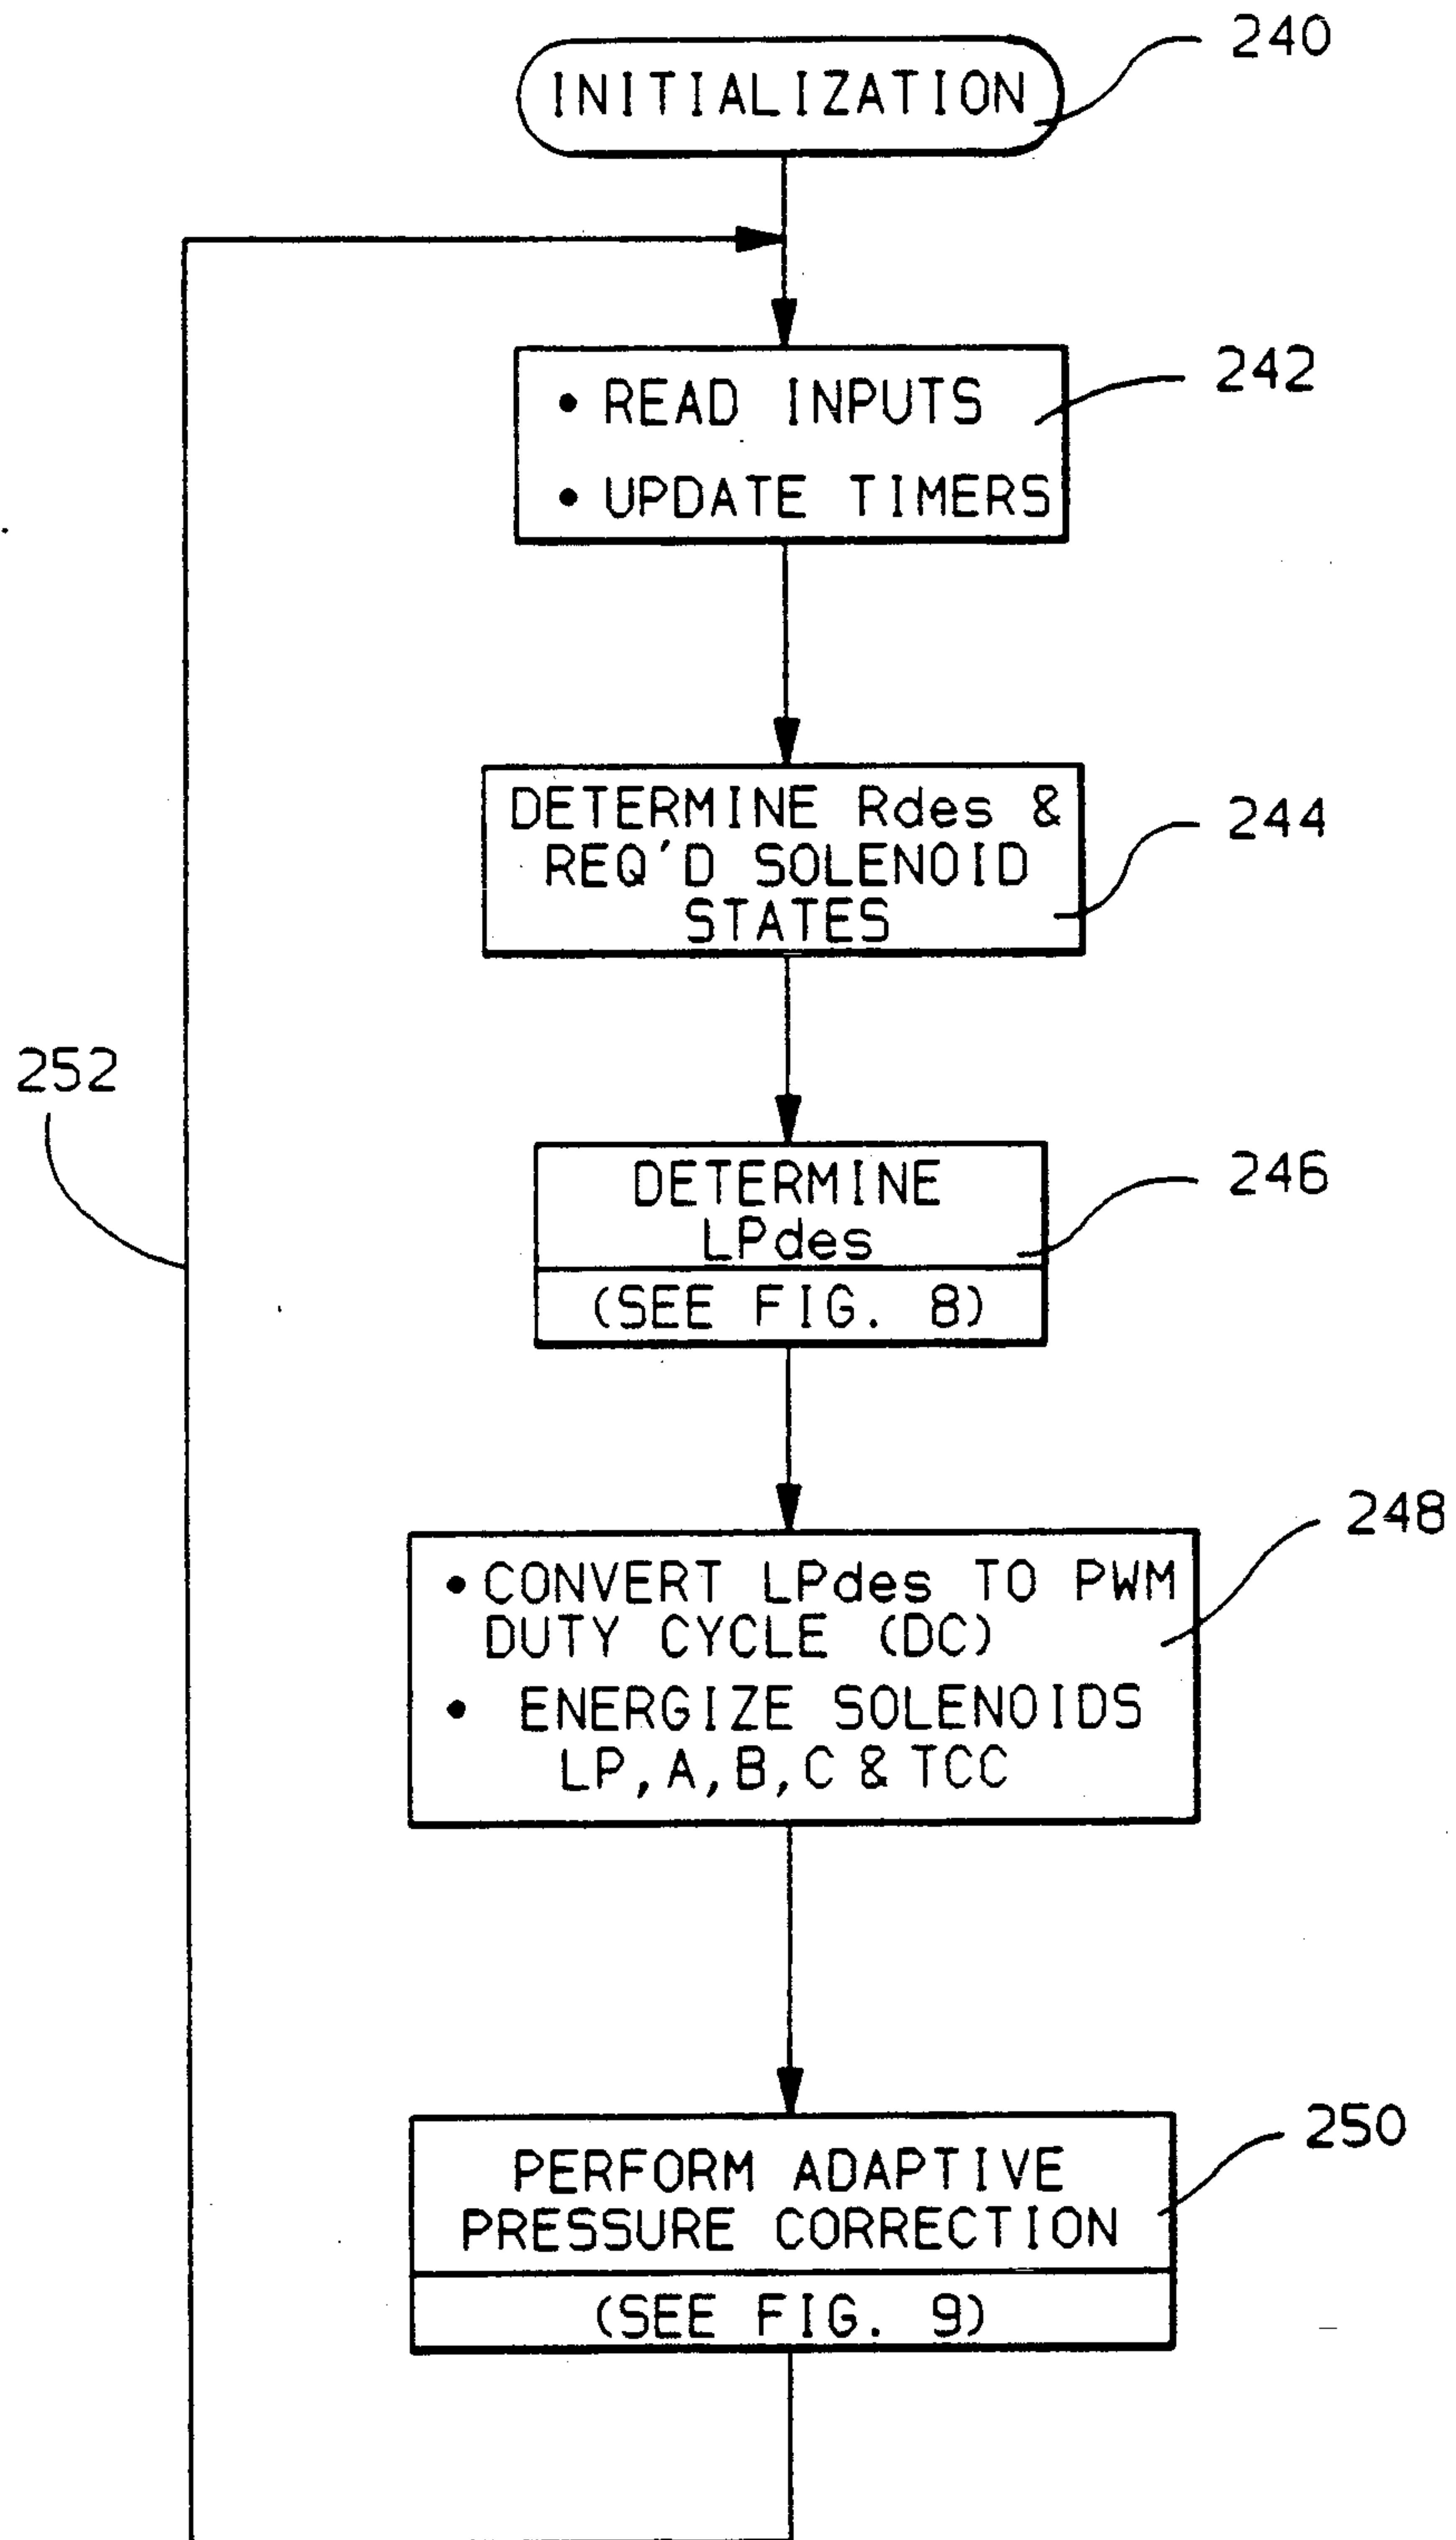 INITIALIZATION
240
• READ INPUTS
• UPDATE TIMERS
242
DETERMINE Rdes &
REQ'D SOLENOID
STATES
244
252
DETERMINE
LPdes
(SEE FIG. 8)
246
• CONVERT LPdes TO PWM
DUTY CYCLE (DC)
• ENERGIZE SOLENOIDS
LP, A, B, C & TCC
248
PERFORM ADAPTIVE
PRESSURE CORRECTION
(SEE FIG. 9)
250